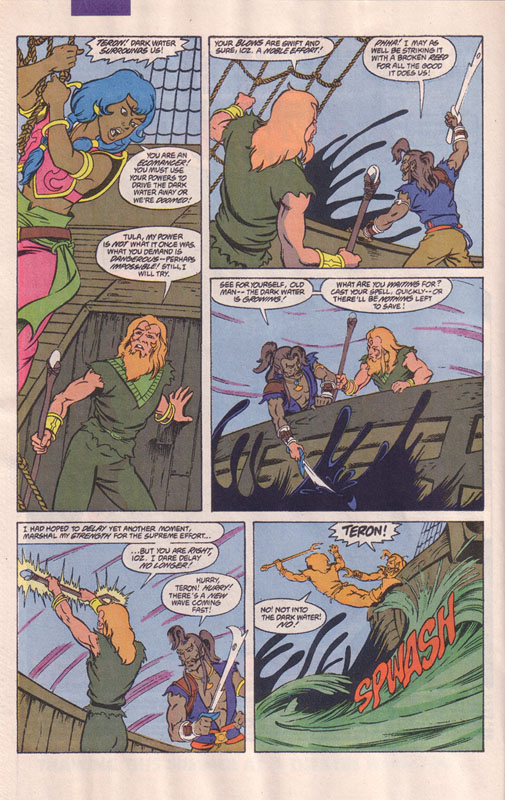 TERON! DARK WATER
SURROUNDS US!
YOU ARE AN
ECOMANCER!
YOU MUST USE
YOUR POWERS TO
DRIVE THE DARK
WATER AWAY OR
WE'RE DOOMED!
TULA, MY POWER
IS NOT WHAT IT ONCE WAS.
WHAT YOU DEMAND IS
DANGEROUS--PERHAPS
IMPOSSIBLE! STILL, I
WILL TRY.
YOUR BLOWS ARE SWIFT AND
SURE, IOZ. A NOBLE EFFORT!
PHHA! I MAY AS
WELL BE STRIKING
WITH A BROKEN REED
FOR ALL THE GOOD
IT DOES US!
SEE FOR YOURSELF, OLD
MAN--THE DARK WATER
IS GROWING!
WHAT ARE YOU WAITING FOR?
CAST YOUR SPELL. QUICKLY--OR
THERE'LL BE NOTHING LEFT
TO SAVE!
I HAD HOPED TO DELAY YET ANOTHER MOMENT,
MARSHAL MY STRENGTH FOR THE SUPREME EFFORT...
...BUT YOU ARE RIGHT,
IOZ. I DARE DELAY
NO LONGER!
HURRY,
TERON! HURRY!
THERE'S A NEW
WAVE COMING
FAST!
TERON!
NO! NOT INTO
THE DARK WATER!
NO!
SPWASH